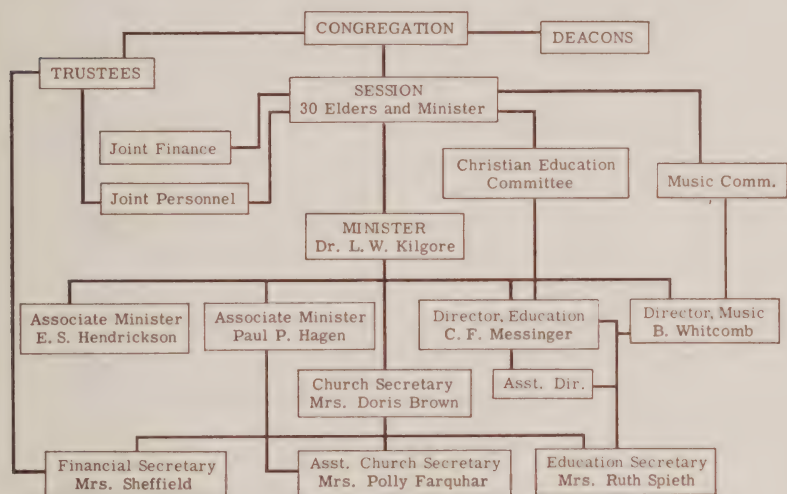 CONGREGATION
DEACONS
TRUSTEES
SESSION
30 Elders and Minister
Joint Finance
Christian Education
Committee
Music Comm.
Joint Personnel
MINISTER
Dr. L. W. Kilgore
Associate Minister
E. S. Hendrickson
Associate Minister
Paul P. Hagen
Director, Education
C. F. Messinger
Director, Music
B. Whitcomb
Church Secretary
Mrs. Doris Brown
Asst. Dir.
Financial Secretary
Mrs. Sheffield
Asst. Church Secretary
Mrs. Polly Farquhar
Education Secretary
Mrs. Ruth Spieth